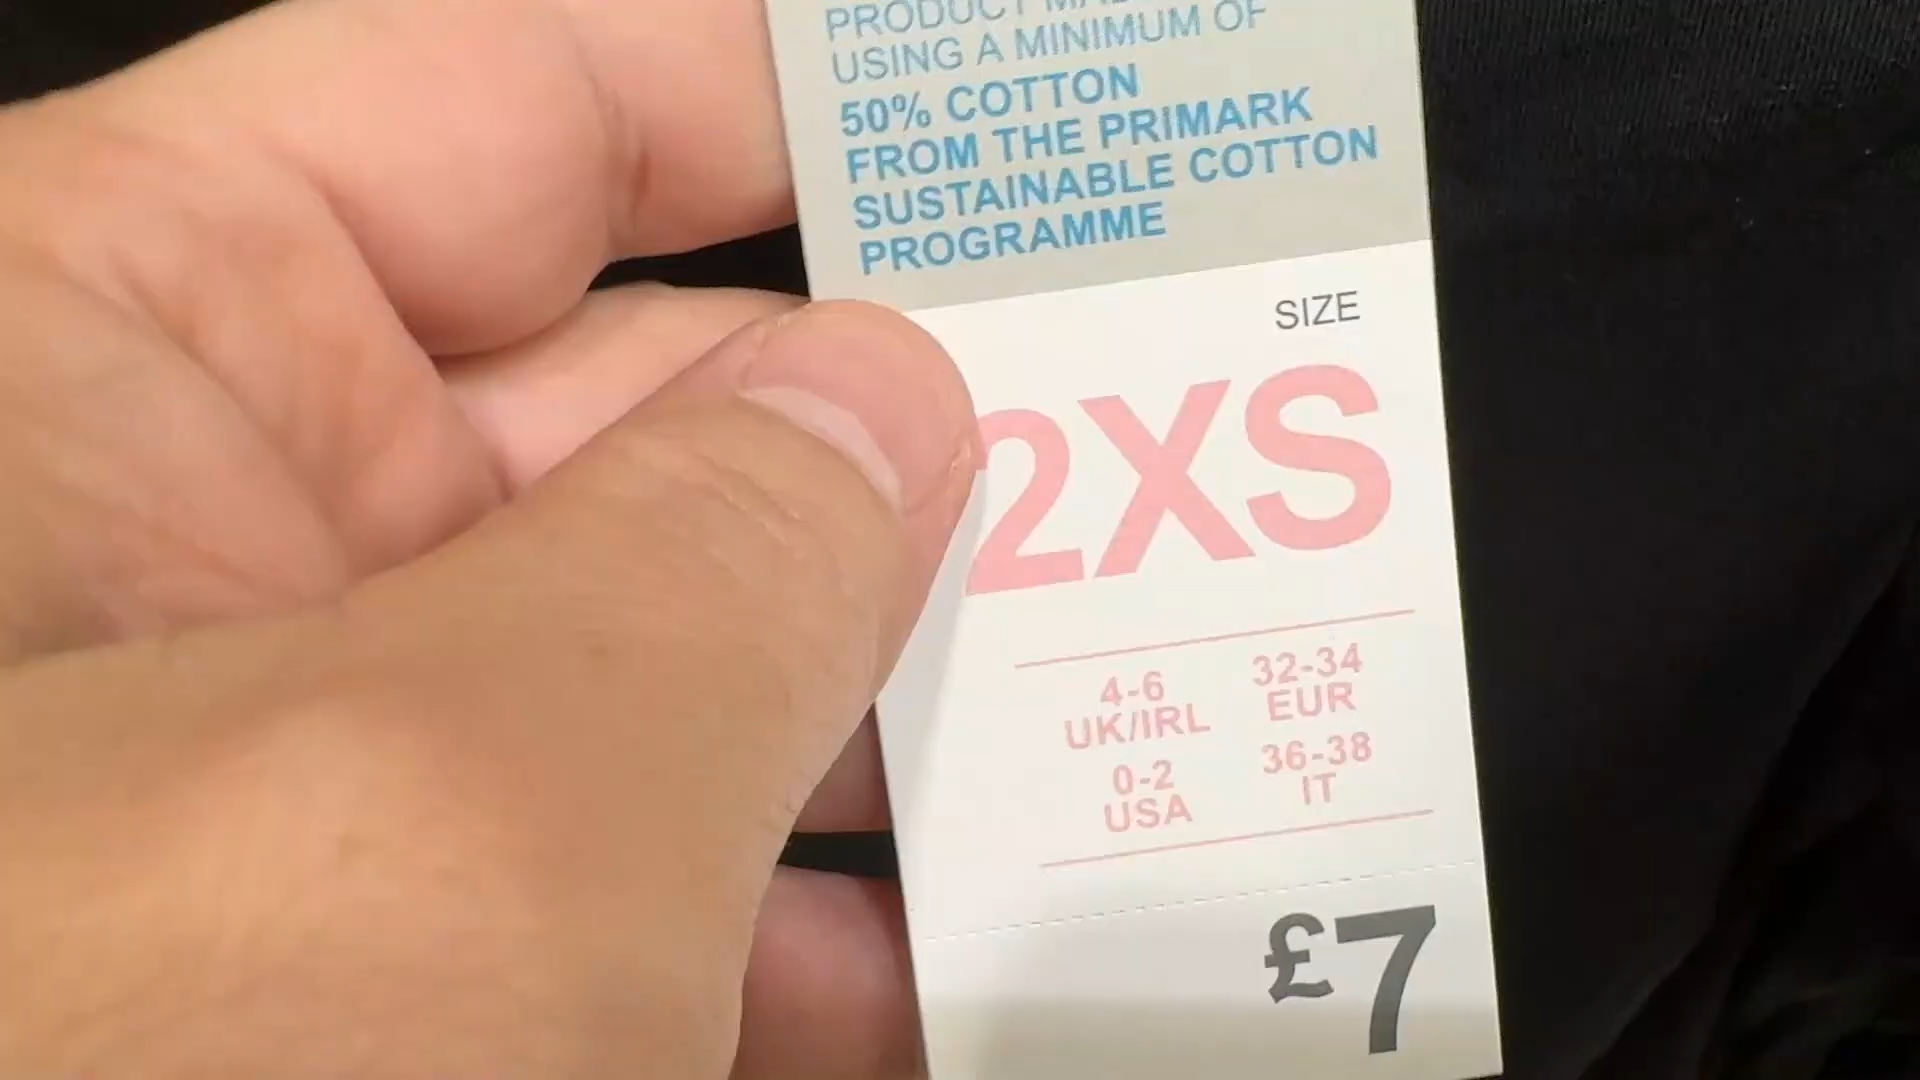 PRODUCT MADE
USING A MINIMUM OF
50% COTTON
FROM THE PRIMARK
SUSTAINABLE COTTON
PROGRAMME
SIZE
2XS
4-6
UK/IRL
32-34
EUR
0-2
USA
36-38
IT
£7